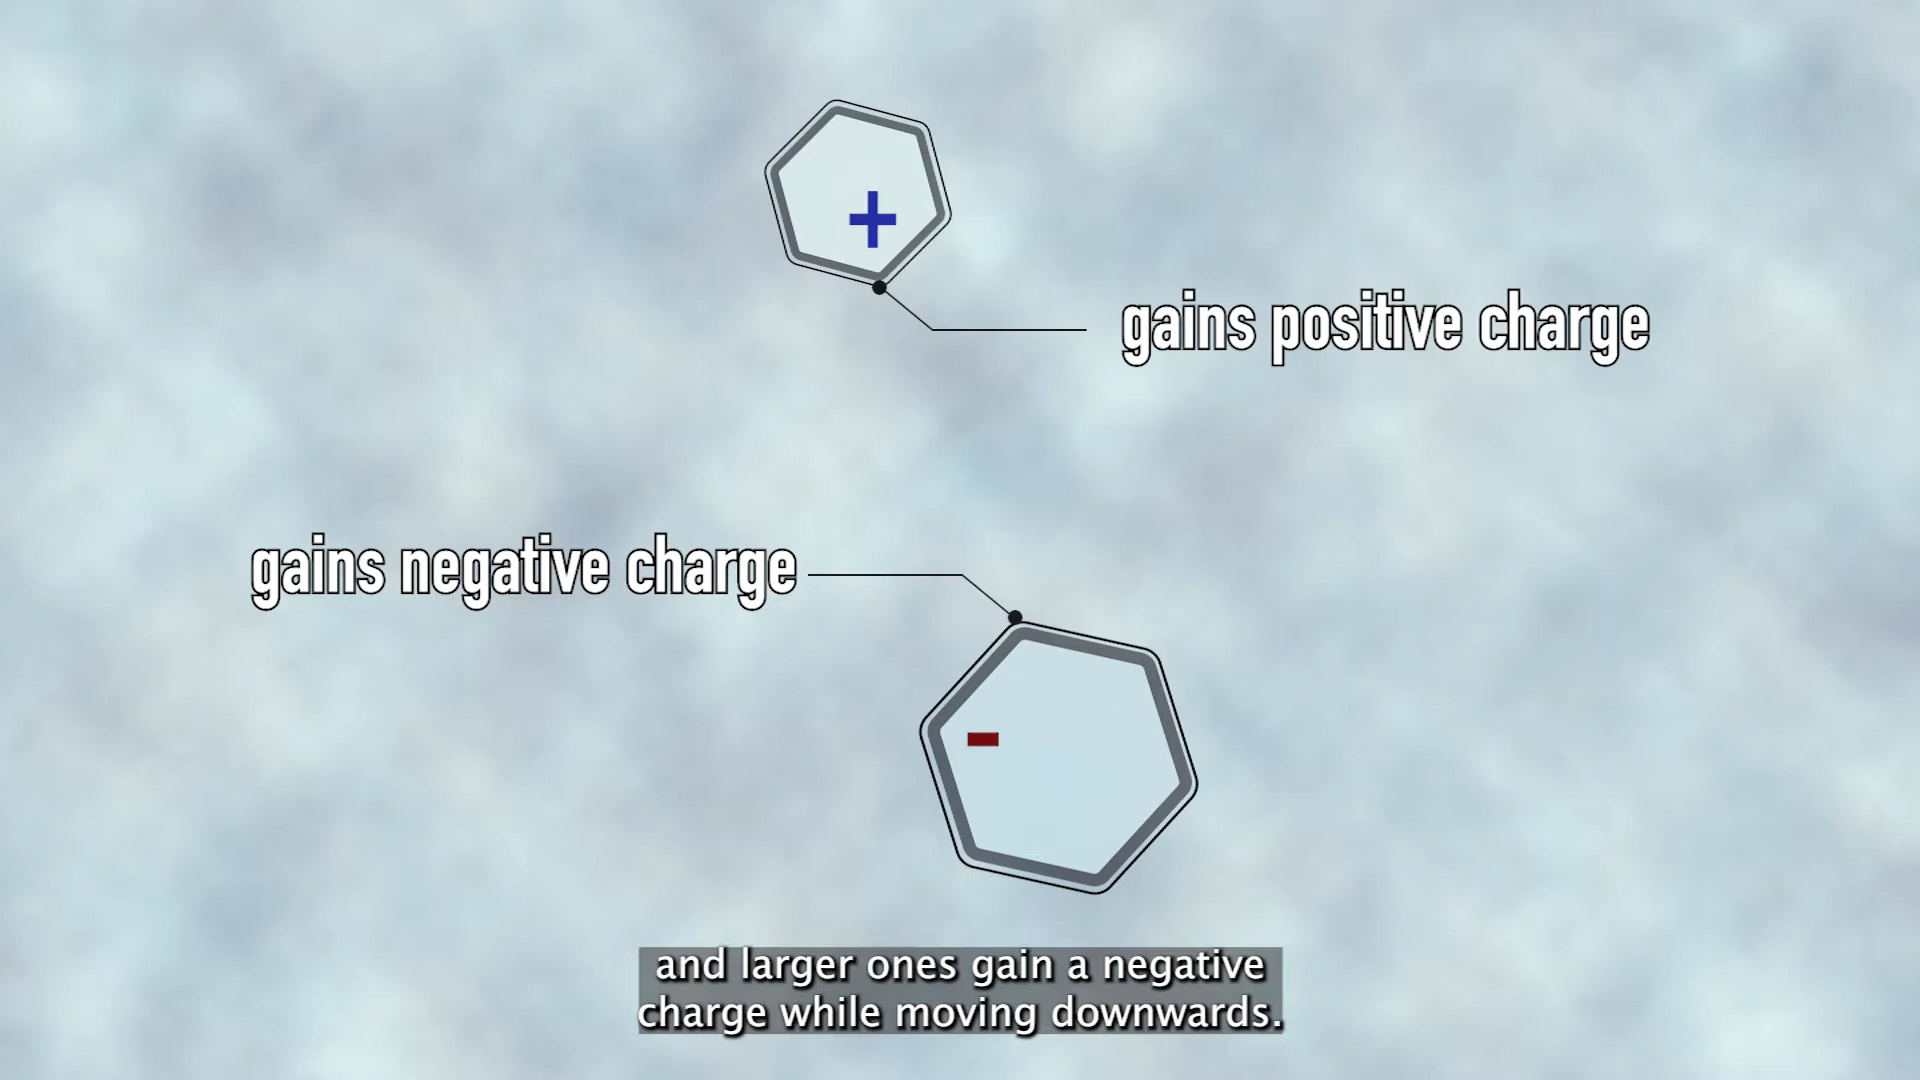 +
gains positive charge
gains negative charge
-
and larger ones gain a negative
charge while moving downwards.